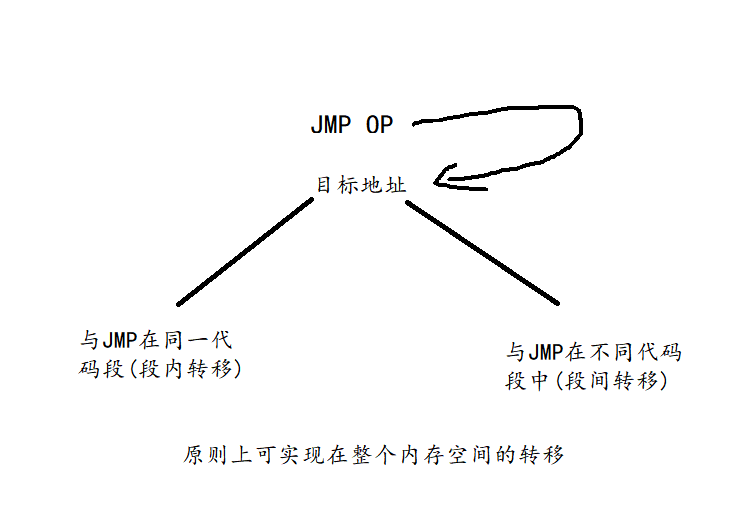 JMP OP
目标地址
与JMP在同一代
码段(段内转移)
与JMP在不同代码
段中(段间转移)
原则上可实现在整个内存空间的转移